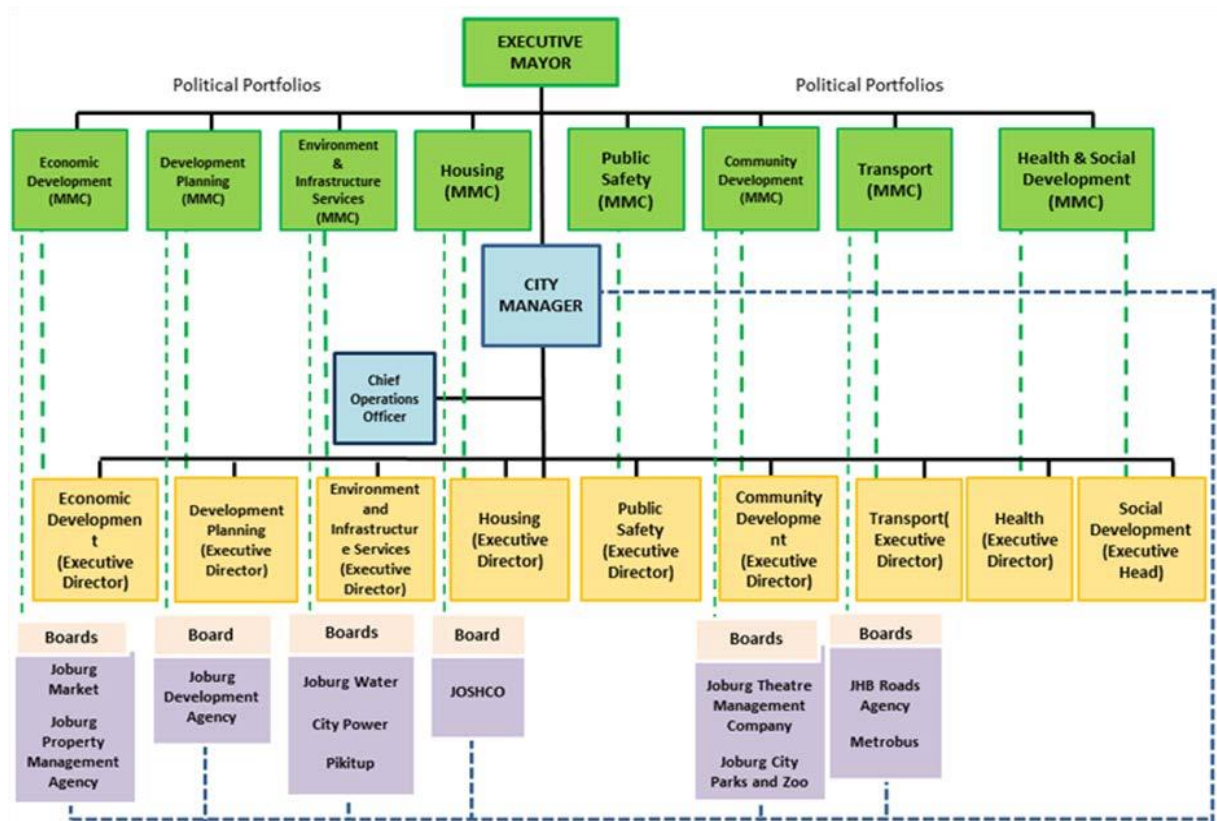 EXECUTIVE
MAYOR
Political Portfolios
Political Portfolios
Economic
Development
(MMC)
Development
Planning
(MMC)
Environment &
Infrastructure
Services
(MMC)
Housing
(MMC)
Public
Safety
(MMC)
Community
Development
(MMC)
Transport
(MMC)
Health & Social
Development
(MMC)
CITY
MANAGER
Chief
Operations
Officer
Economic
Developmen
t
(Executive
Director)
Development
Planning
(Executive
Director)
Environment
and
Infrastructur
e Services
(Executive
Director)
Housing
(Executive
Director)
Public
Safety
(Executive
Director)
Community
Developme
nt
(Executive
Director)
Transport(
Executive
Director)
Health
(Executive
Director)
Social
Development
(Executive
Head)
Boards
Joburg
Market
Joburg
Property
Management
Agency
Board
Joburg
Development
Agency
Boards
Joburg Water
City Power
Pikitup
Board
JOSHCO
Boards
Joburg Theatre
Management
Company
Joburg City
Parks and Zoo
Boards
JHB Roads
Agency
Metrobus